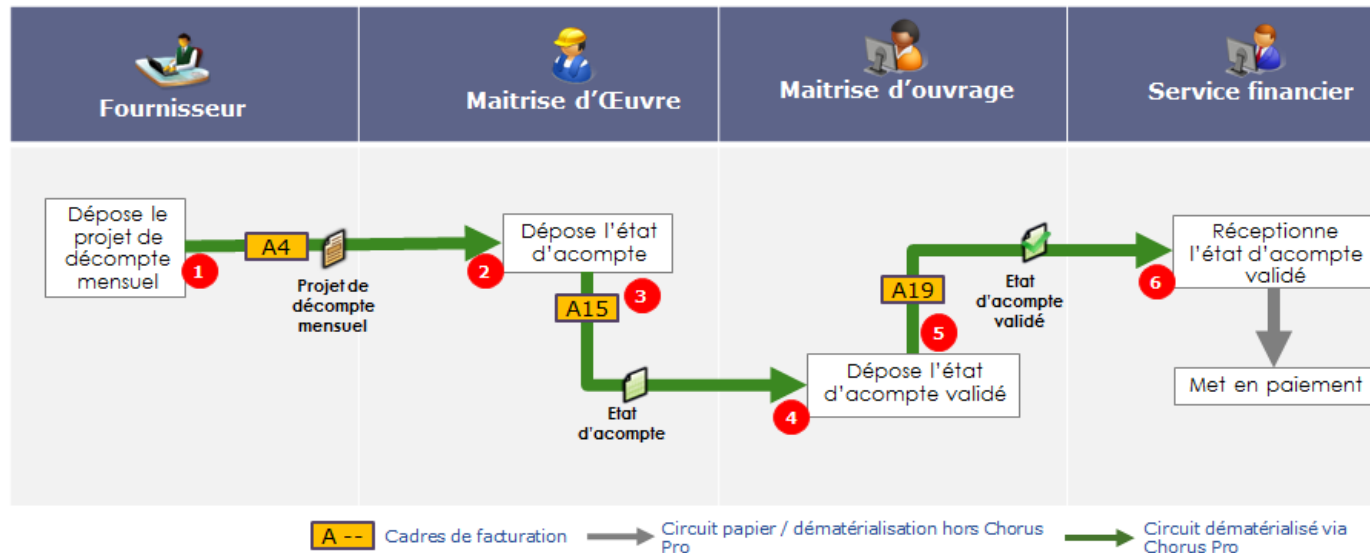 Fournisseur
Maitrise d'Œuvre
Maitrise d'ouvrage
Service financier
Dépose le
projet de
décompte
mensuel
1
A4
Projet de
décompte
mensuel
2
Dépose l'état
d'acompte
3
A15
Etat
d'acompte
4
Dépose l'état
d'acompte validé
5
A19
Etat
d'acompte
validé
6
Réceptionne
l'état d'acompte
validé
Met en paiement
A --
Cadres de facturation
Circuit papier / dématérialisation hors Chorus
Pro
Circuit dématérialisé via
Chorus Pro